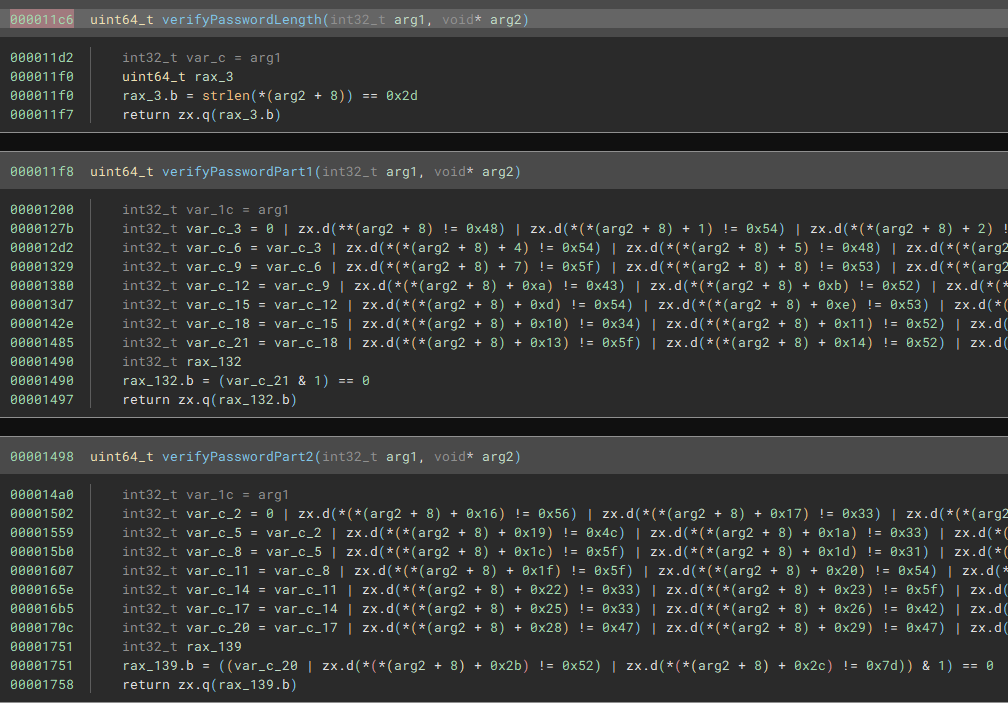 000011c6 uint64_t verifyPasswordLength(int32_t arg1, void* arg2)
000011d2 int32_t var_c = arg1
000011f0 uint64_t rax_3
000011f0 rax_3.b = strlen(*(arg2 + 8)) == 0x2d
000011f7 return zx.q(rax_3.b)
000011f8 uint64_t verifyPasswordPart1(int32_t arg1, void* arg2)
00001200 int32_t var_1c = arg1
0000127b int32_t var_c_3 = 0 | zx.d(**(arg2 + 8) != 0x48) | zx.d(*(*(arg2 + 8) + 1) != 0x54) | zx.d(*(*(arg2 + 8) + 2) !
000012d2 int32_t var_c_6 = var_c_3 | zx.d(*(*(arg2 + 8) + 4) != 0x54) | zx.d(*(*(arg2 + 8) + 5) != 0x48) | zx.d(*(*(arg2
00001329 int32_t var_c_9 = var_c_6 | zx.d(*(*(arg2 + 8) + 7) != 0x5f) | zx.d(*(*(arg2 + 8) + 8) != 0x53) | zx.d(*(*(arg2
00001380 int32_t var_c_12 = var_c_9 | zx.d(*(*(arg2 + 8) + 0xa) != 0x43) | zx.d(*(*(arg2 + 8) + 0xb) != 0x52) | zx.d(*(*
000013d7 int32_t var_c_15 = var_c_12 | zx.d(*(*(arg2 + 8) + 0xd) != 0x54) | zx.d(*(*(arg2 + 8) + 0xe) != 0x53) | zx.d(*(
0000142e int32_t var_c_18 = var_c_15 | zx.d(*(*(arg2 + 8) + 0x10) != 0x34) | zx.d(*(*(arg2 + 8) + 0x11) != 0x52) | zx.d(
00001485 int32_t var_c_21 = var_c_18 | zx.d(*(*(arg2 + 8) + 0x13) != 0x5f) | zx.d(*(*(arg2 + 8) + 0x14) != 0x52) | zx.d(
00001490 int32_t rax_132
00001490 rax_132.b = (var_c_21 & 1) == 0
00001497 return zx.q(rax_132.b)
00001498 uint64_t verifyPasswordPart2(int32_t arg1, void* arg2)
000014a0 int32_t var_1c = arg1
00001502 int32_t var_c_2 = 0 | zx.d(*(*(arg2 + 8) + 0x16) != 0x56) | zx.d(*(*(arg2 + 8) + 0x17) != 0x33) | zx.d(*(*(arg2
00001559 int32_t var_c_5 = var_c_2 | zx.d(*(*(arg2 + 8) + 0x19) != 0x4c) | zx.d(*(*(arg2 + 8) + 0x1a) != 0x33) | zx.d(*(
000015b0 int32_t var_c_8 = var_c_5 | zx.d(*(*(arg2 + 8) + 0x1c) != 0x5f) | zx.d(*(*(arg2 + 8) + 0x1d) != 0x31) | zx.d(*(
00001607 int32_t var_c_11 = var_c_8 | zx.d(*(*(arg2 + 8) + 0x1f) != 0x5f) | zx.d(*(*(arg2 + 8) + 0x20) != 0x54) | zx.d(*
0000165e int32_t var_c_14 = var_c_11 | zx.d(*(*(arg2 + 8) + 0x22) != 0x33) | zx.d(*(*(arg2 + 8) + 0x23) != 0x5f) | zx.d(
000016b5 int32_t var_c_17 = var_c_14 | zx.d(*(*(arg2 + 8) + 0x25) != 0x33) | zx.d(*(*(arg2 + 8) + 0x26) != 0x42) | zx.d(
0000170c int32_t var_c_20 = var_c_17 | zx.d(*(*(arg2 + 8) + 0x28) != 0x47) | zx.d(*(*(arg2 + 8) + 0x29) != 0x47) | zx.d(
00001751 int32_t rax_139
00001751 rax_139.b = ((var_c_20 | zx.d(*(*(arg2 + 8) + 0x2b) != 0x52) | zx.d(*(*(arg2 + 8) + 0x2c) != 0x7d)) & 1) == 0
00001758 return zx.q(rax_139.b)